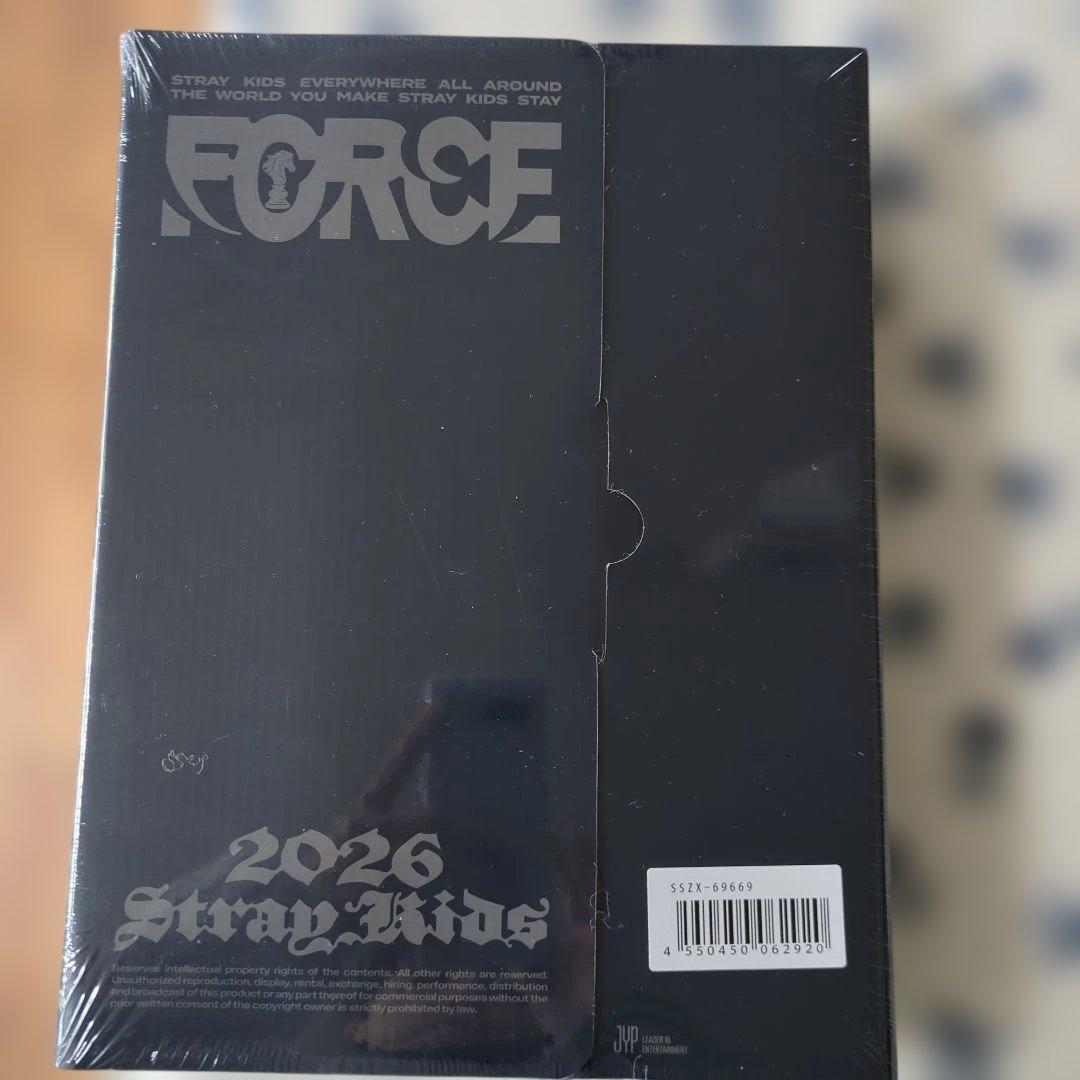 STRAY KIDS EVERYWHERE ALL AROUND
THE WORLD YOU MAKE STRAY KIDS STAY
FORCE
2026
Stray Kids
Reserves intellectual property rights of the contents. All other rights are reserved;
Unauthorized reproduction, display, rental, exchange, hiring, performance, distribution
and broadcast of this product or any part thereof for commercial purposes without the
prior written consent of the copyright owner is strictly prohibited by law.
SSZX-69669
4 550450 062920
JYP LEADER IN
ENTERTAINMENT